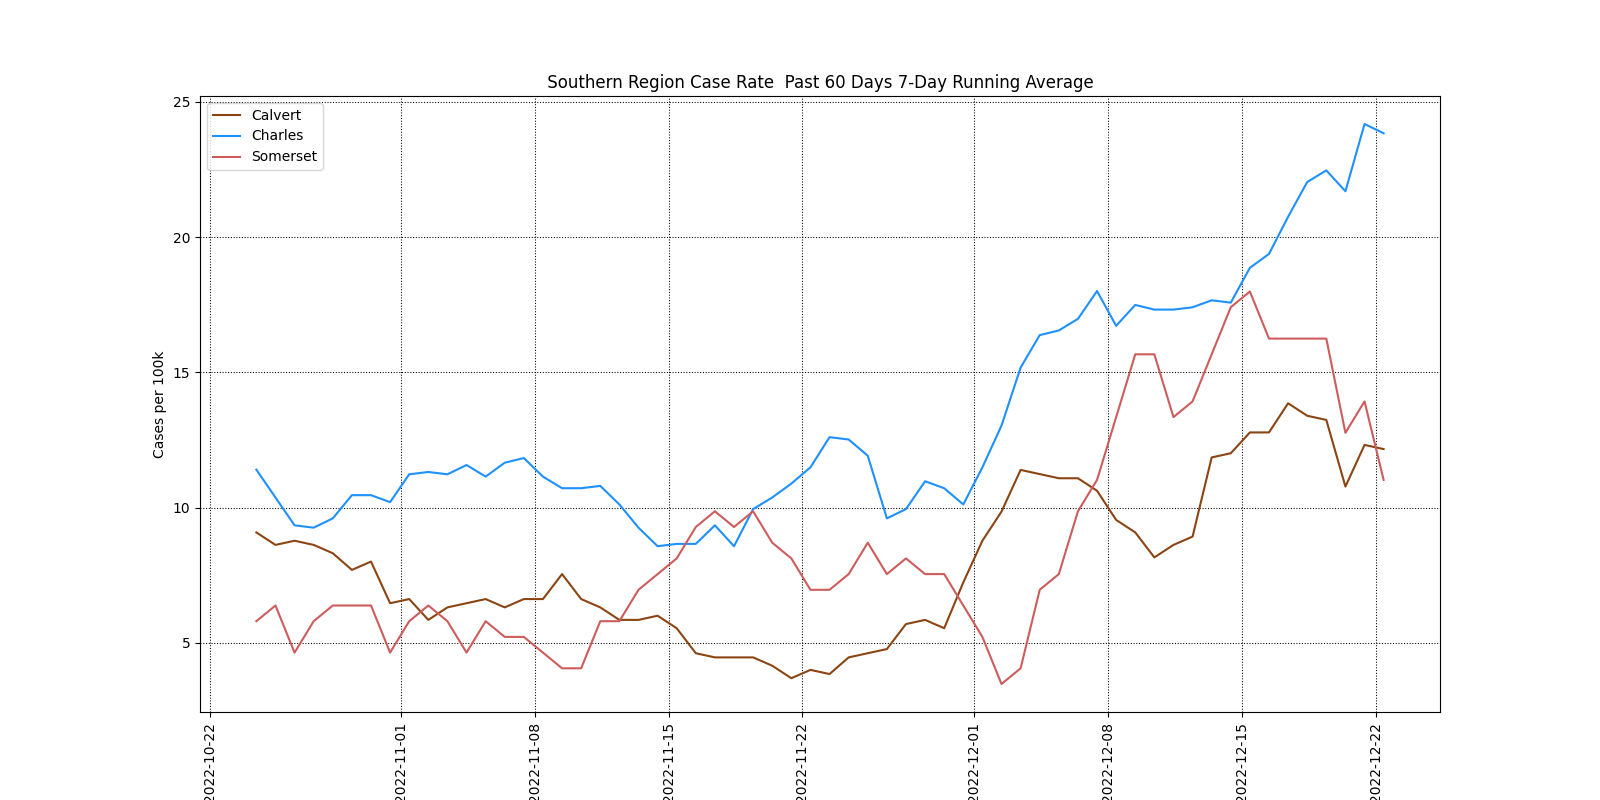 Southern Region Case Rate  Past 60 Days 7-Day Running Average
Calvert
Charles
Somerset
Cases per 100k
25
20
15
10
5
2022-10-22
2022-11-01
2022-11-08
2022-11-15
2022-11-22
2022-12-01
2022-12-08
2022-12-15
2022-12-22